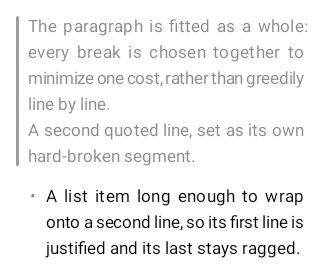 The paragraph is fitted as a whole:
every break is chosen together to
minimize one cost, rather than greedily
line by line.
A second quoted line, set as its own
hard-broken segment.
• A list item long enough to wrap
onto a second line, so its first line is
justified and its last stays ragged.